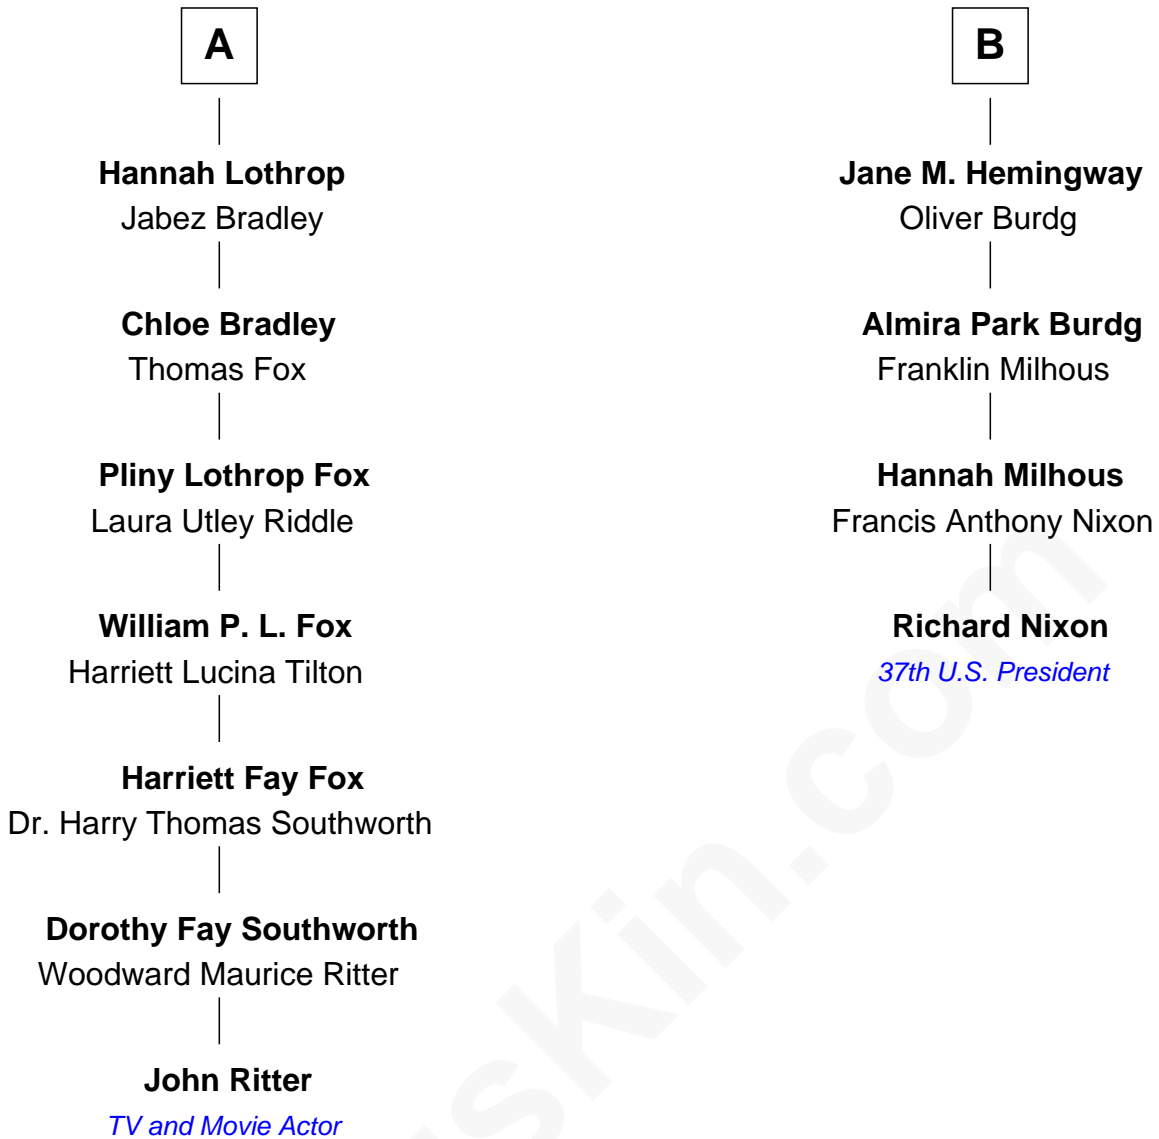 A
Hannah Lothrop
Jabez Bradley
Chloe Bradley
Thomas Fox
Pliny Lothrop Fox
Laura Utley Riddle
William P. L. Fox
Harriett Lucina Tilton
Harriett Fay Fox
Dr. Harry Thomas Southworth
Dorothy Fay Southworth
Woodward Maurice Ritter
John Ritter
TV and Movie Actor
B
Jane M. Hemingway
Oliver Burdg
Almira Park Burdg
Franklin Milhous
Hannah Milhous
Francis Anthony Nixon
Richard Nixon
37th U.S. President
sKin.com